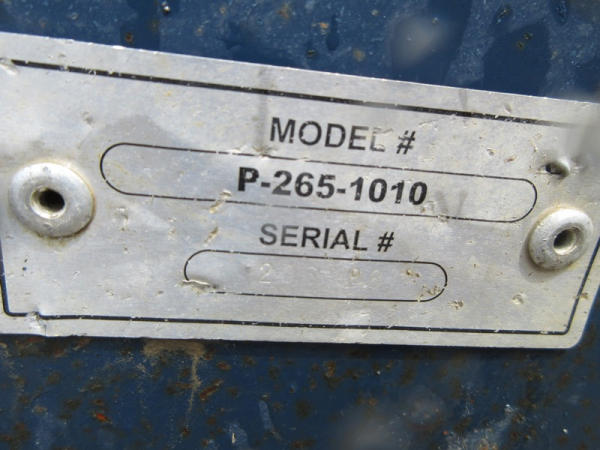 MODEL #
P-265-1010
SERIAL #